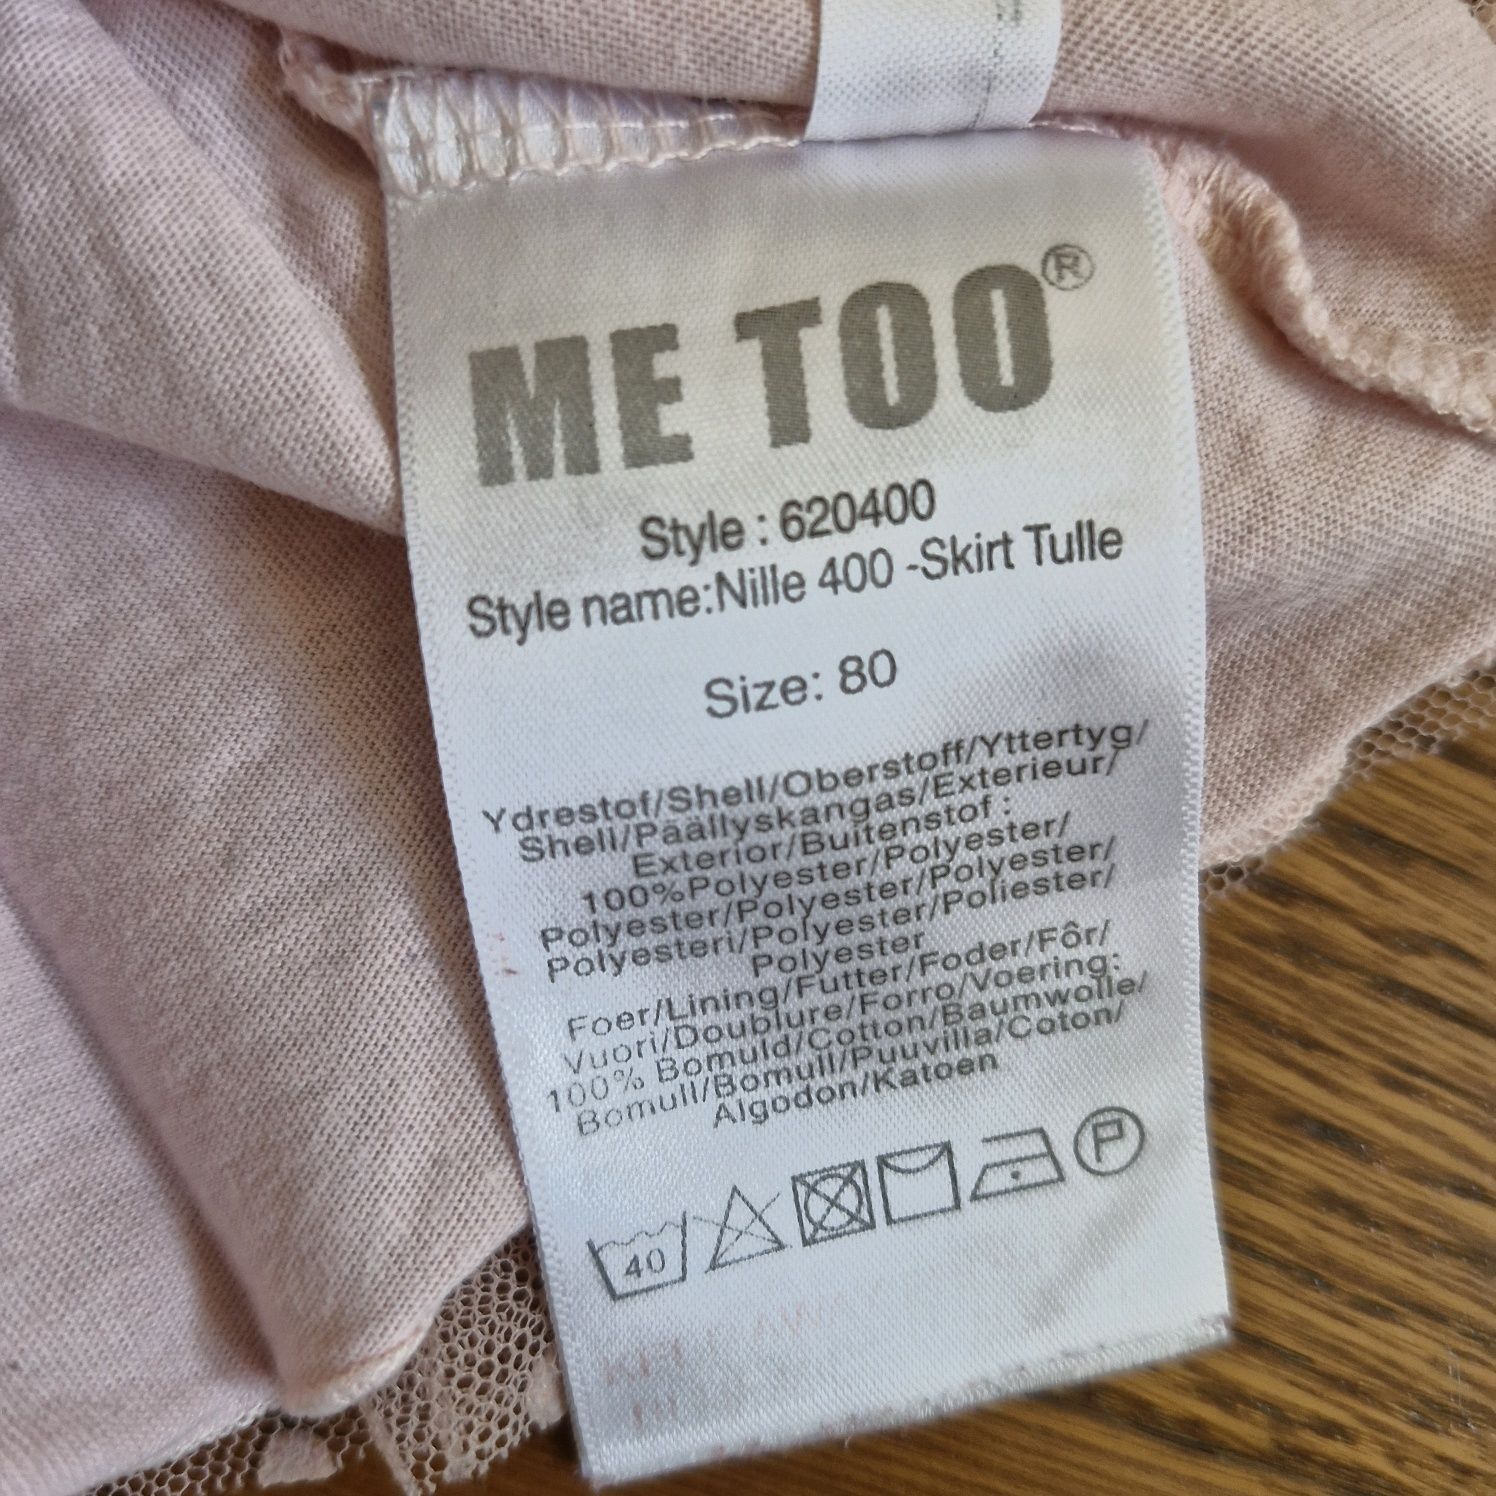 ME TOO®
Style : 620400
Style name:Nille 400 -Skirt Tulle
Size: 80
Ydrestof/Shell/Oberstoff/Yttertyg/
Shell/Päällyskangas/Exterieur/
Exterior/Buitenstof :
100%Polyester/Polyester/
Polyester/Polyester/Polyester/
Polyesteri/Polyester/Poliester/
Polyester
Foer/Lining/Futter/Foder/Fôr/
Vuori/Doublure/Forro/Voering:
100% Bomuld/Cotton/Baumwolle/
Bomull/Bomull/Puuvilla/Coton/
Algodon/Katoen
40 P